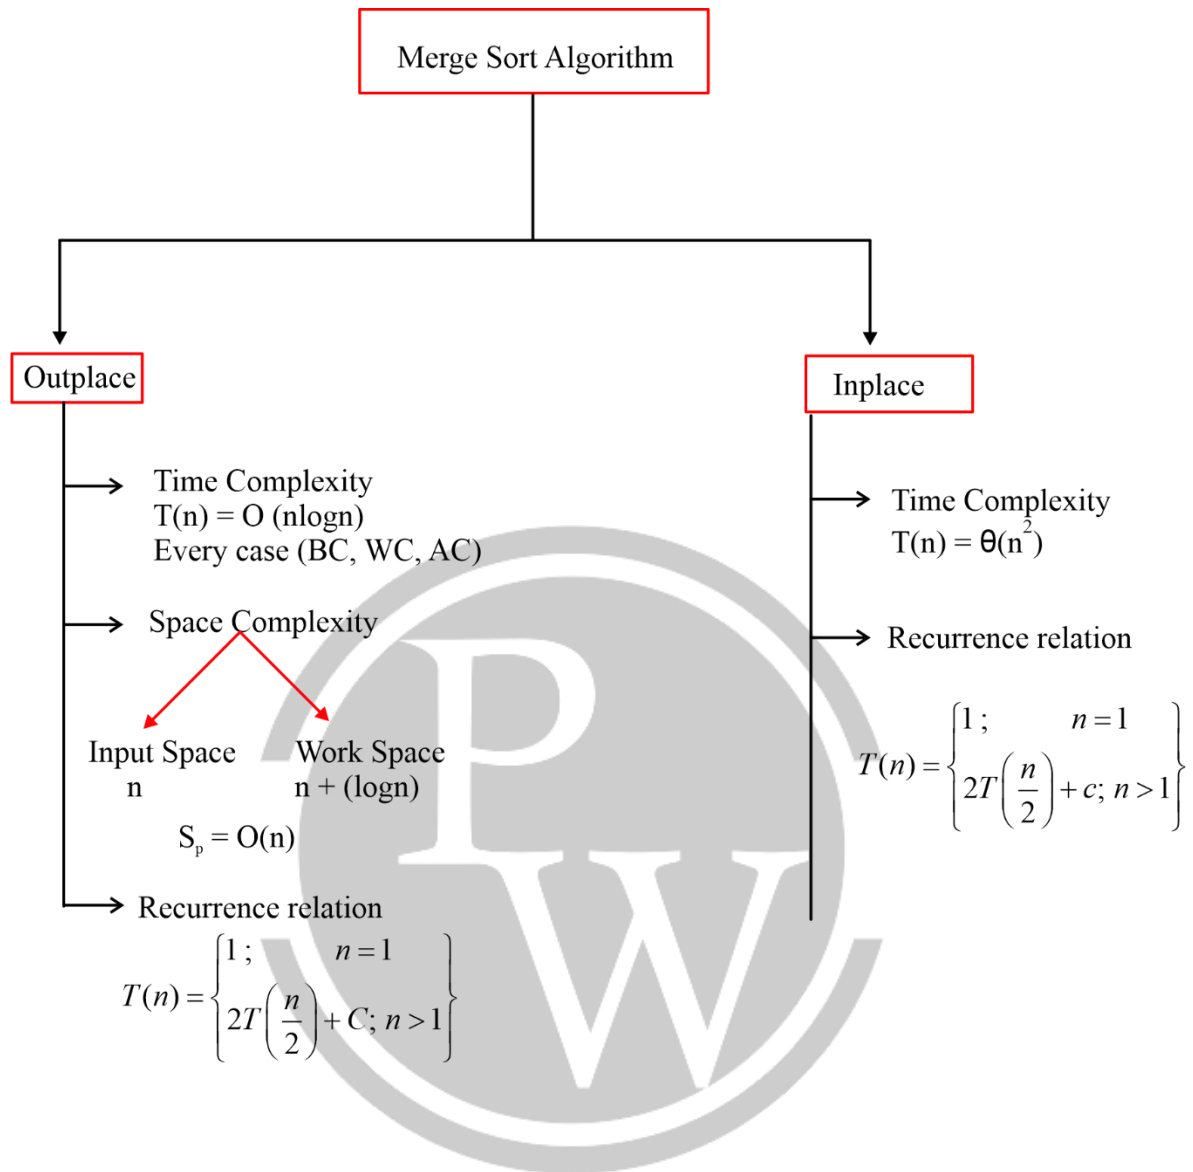 Merge Sort Algorithm
Outplace
Time Complexity
T(n) = O (nlogn)
Every case (BC, WC, AC)
Space Complexity
Input Space
n
Work Space
n + (logn)
Sₚ = O(n)
Recurrence relation
T(n) = {1 ; n = 1
2T(n/2) + C; n > 1}
Inplace
Time Complexity
T(n) = θ(n²)
Recurrence relation
T(n) = {1 ; n = 1
2T(n/2) + c; n > 1}
PW